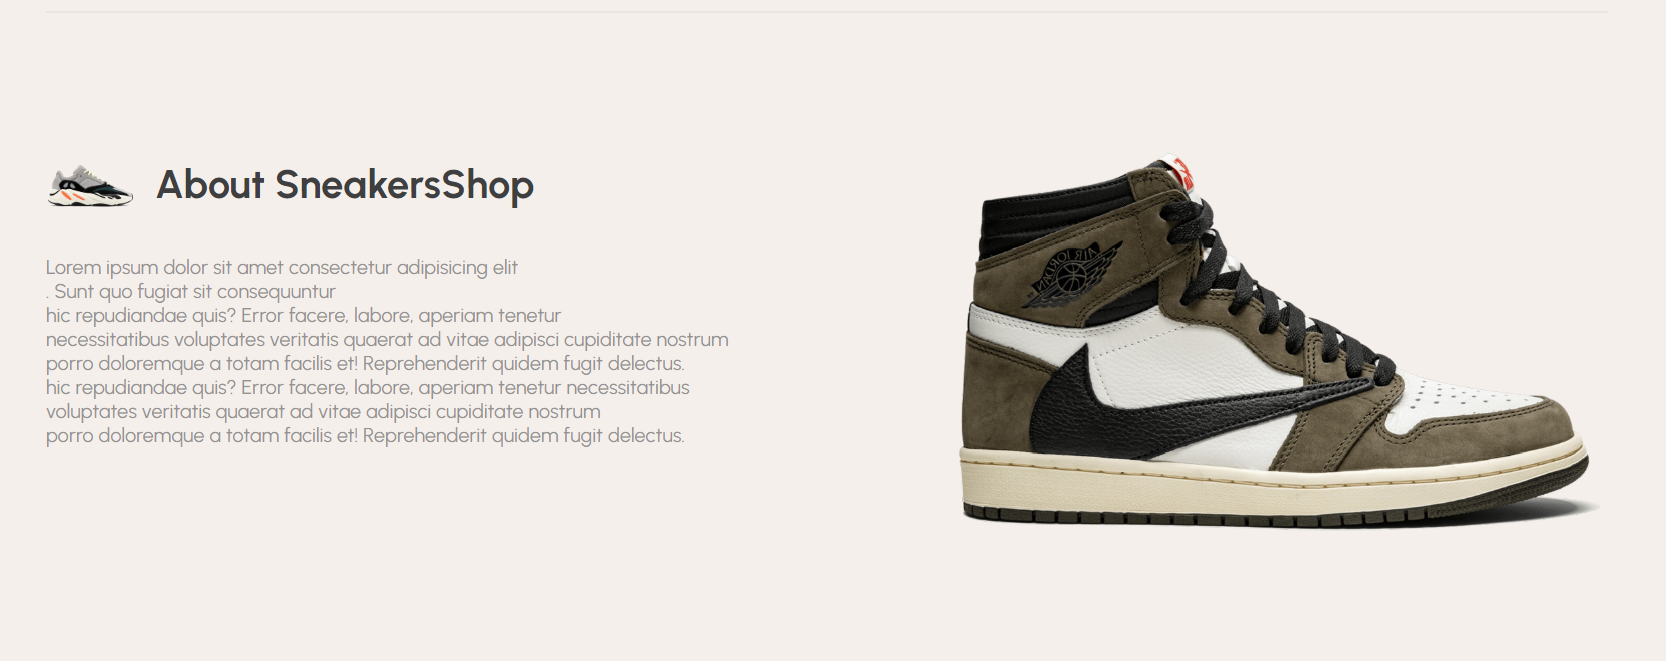 About SneakersShop
Lorem ipsum dolor sit amet consectetur adipisicing elit
. Sunt quo fugiat sit consequuntur
hic repudiandae quis? Error facere, labore, aperiam tenetur
necessitatibus voluptates veritatis quaerat ad vitae adipisci cupiditate nostrum
porro doloremque a totam facilis et! Reprehenderit quidem fugit delectus.
hic repudiandae quis? Error facere, labore, aperiam tenetur necessitatibus
voluptates veritatis quaerat ad vitae adipisci cupiditate nostrum
porro doloremque a totam facilis et! Reprehenderit quidem fugit delectus.
AIR JORDAN